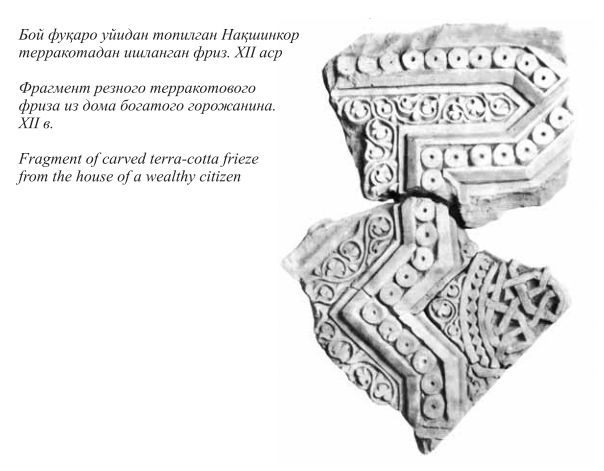 Бой фуқаро уйидан топилган Нақшинкор
терракотадан ишланган фриз. XII аср
Фрагмент резного терракотового
фриза из дома богатого горожанина.
XII в.
Fragment of carved terra-cotta frieze
from the house of a wealthy citizen